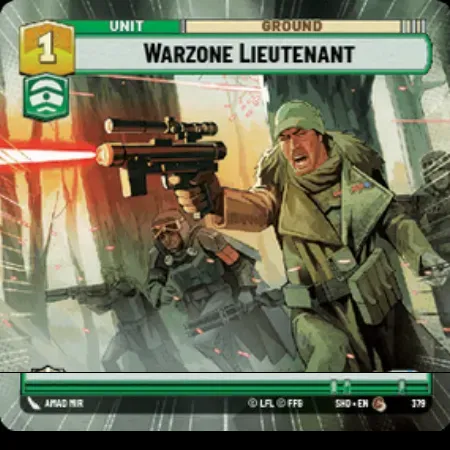 UNIT
GROUND
1
WARZONE LIEUTENANT
AMAD MIR
© LFL © FFG
SHD • EN
379